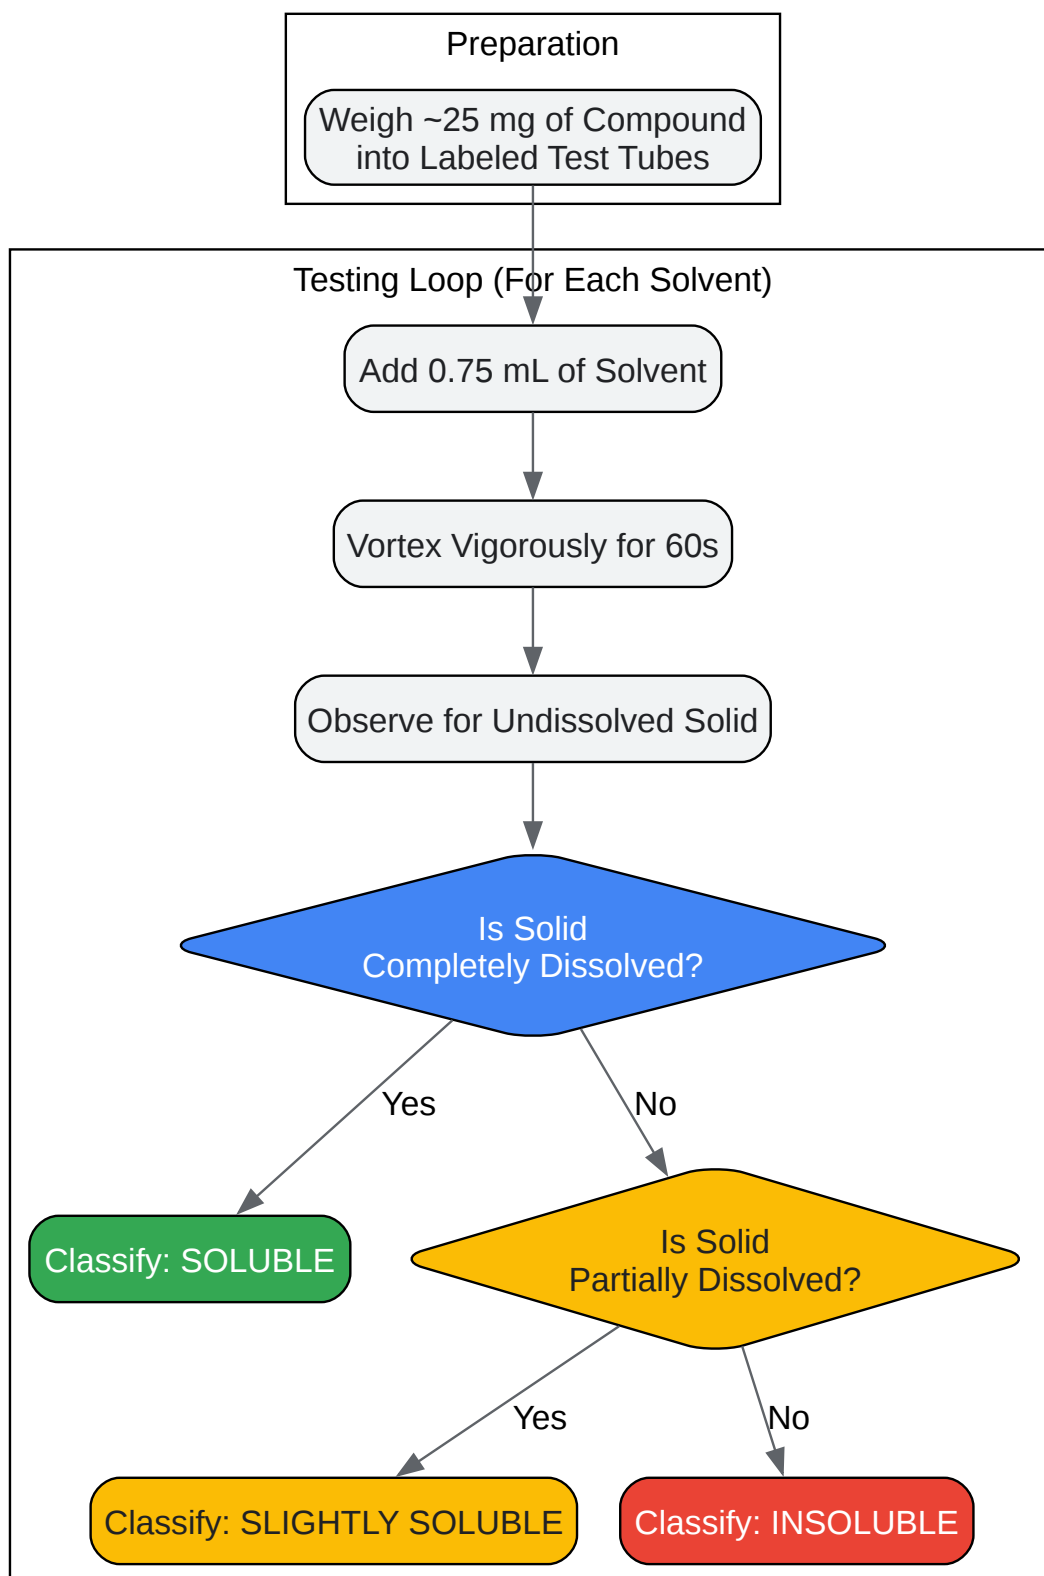 Preparation
Weigh ~25 mg of Compound
into Labeled Test Tubes
Testing Loop (For Each Solvent)
Add 0.75 mL of Solvent
Vortex Vigorously for 60s
Observe for Undissolved Solid
Is Solid
Completely Dissolved?
Yes
No
Classify: SOLUBLE
Is Solid
Partially Dissolved?
Yes
No
Classify: SLIGHTLY SOLUBLE
Classify: INSOLUBLE